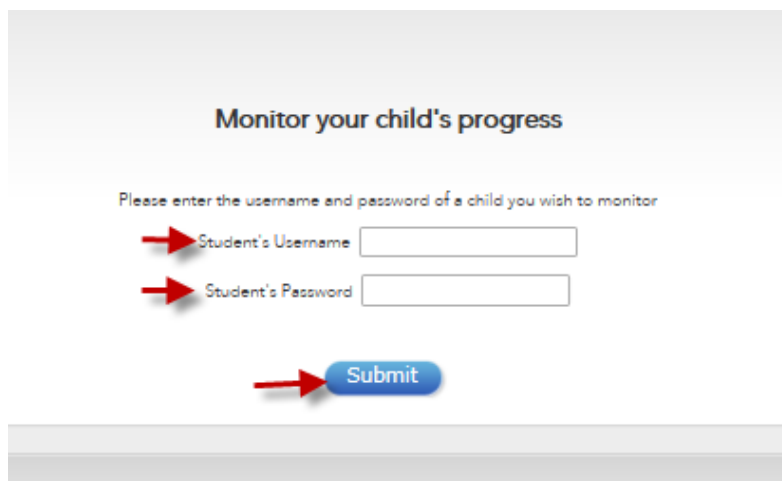 Monitor your child's progress
Please enter the username and password of a child you wish to monitor
Student's Username
Student's Password
Submit